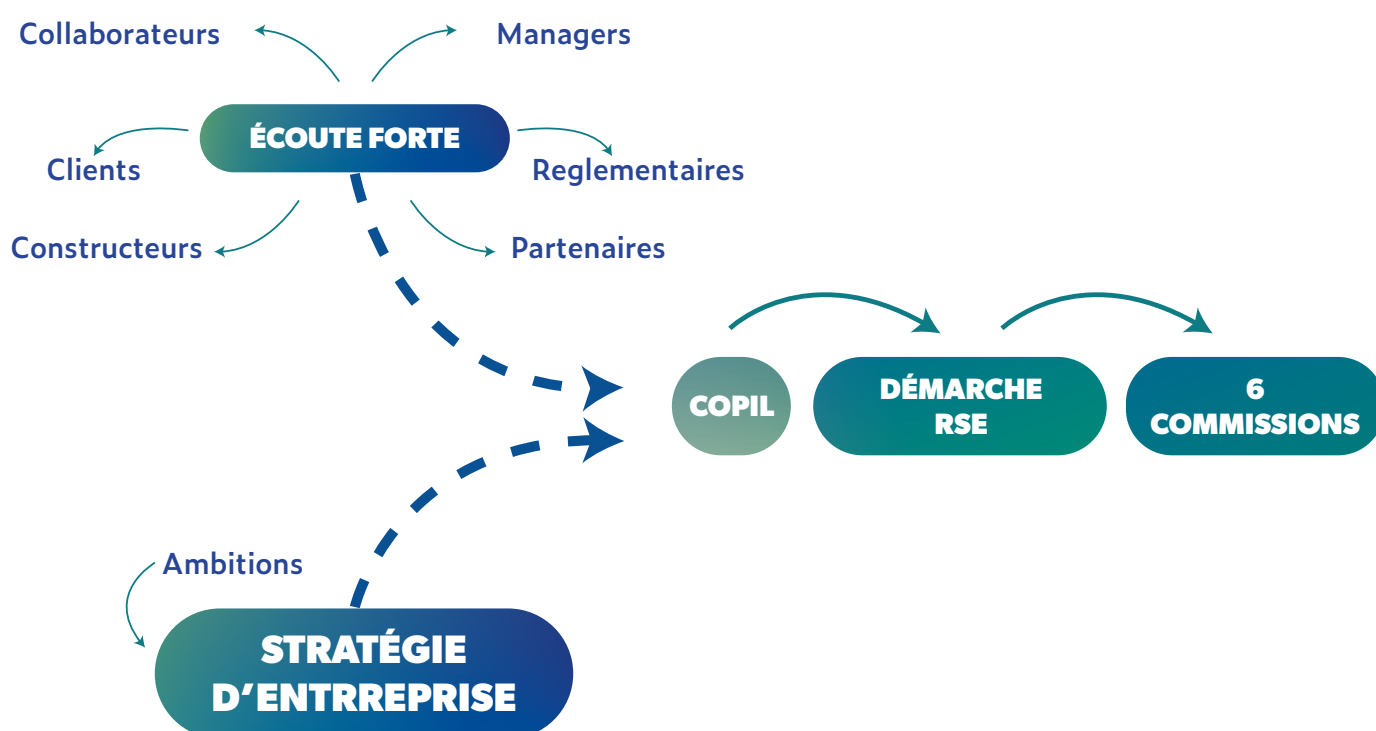 Collaborateurs
Managers
ÉCOUTE FORTE
Clients
Reglementaires
Constructeurs
Partenaires
COPIL
DÉMARCHE
RSE
6
COMMISSIONS
Ambitions
STRATÉGIE
D'ENTRREPRISE